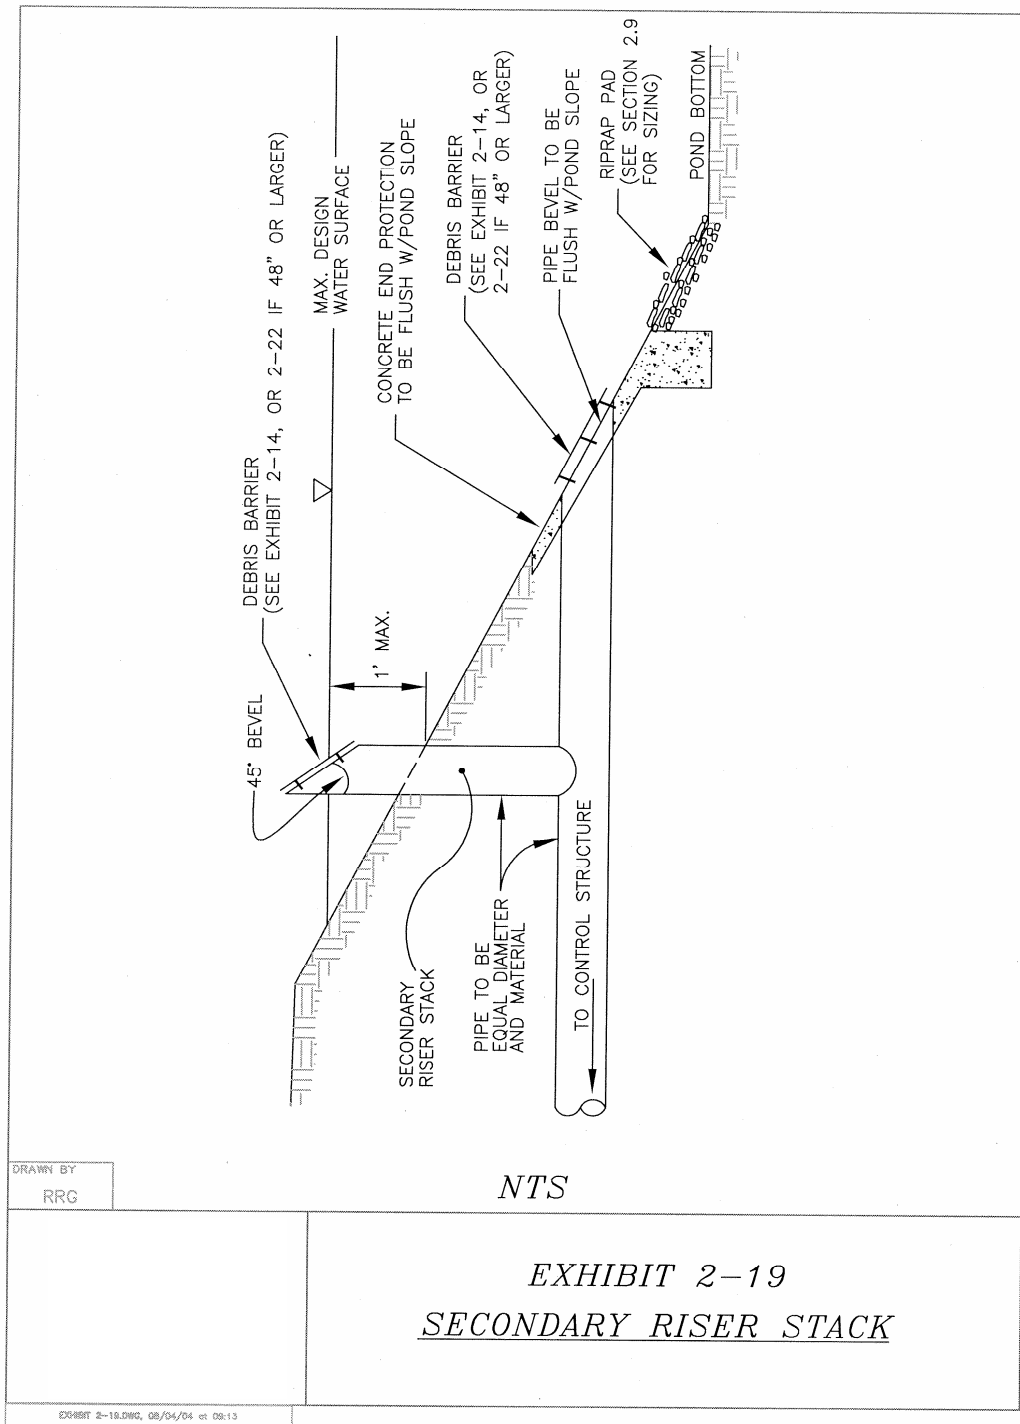 DEBRIS BARRIER
(SEE EXHIBIT 2-14, OR 2-22 IF 48" OR LARGER)
45° BEVEL
MAX. DESIGN
WATER SURFACE
1' MAX.
CONCRETE END PROTECTION
TO BE FLUSH W/POND SLOPE
DEBRIS BARRIER
(SEE EXHIBIT 2-14, OR
2-22 IF 48" OR LARGER)
PIPE BEVEL TO BE
FLUSH W/POND SLOPE
RIPRAP PAD
(SEE SECTION 2.9
FOR SIZING)
POND BOTTOM
SECONDARY
RISER STACK
PIPE TO BE
EQUAL DIAMETER
AND MATERIAL
TO CONTROL STRUCTURE
DRAWN BY
RRG
NTS
EXHIBIT 2-19
SECONDARY RISER STACK
EXHIBIT 2-19.DWG, 08/04/04 at 09:13